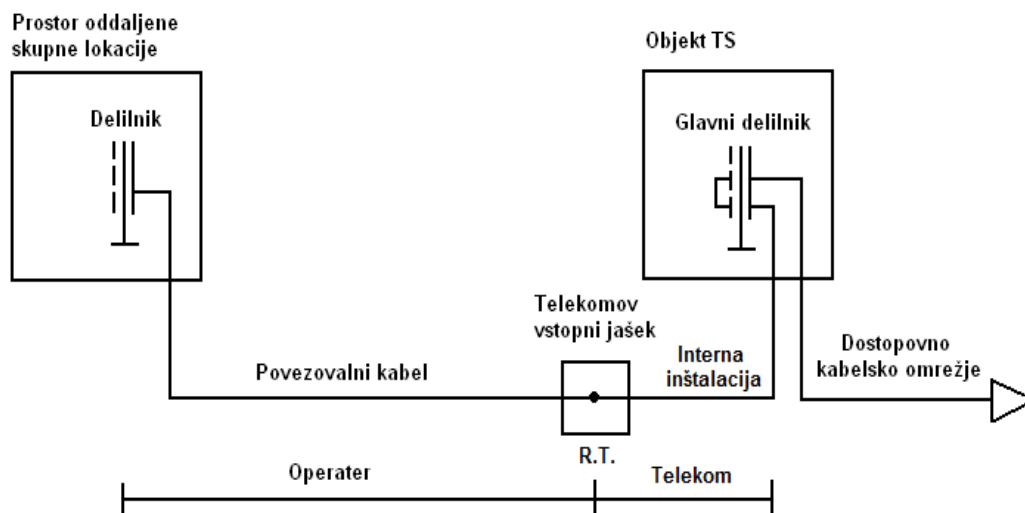 Prostor oddaljene
skupne lokacije
Objekt TS
Delilnik
Glavni delilnik
Telekomov
vstopni jašek
Povezovalni kabel
Interna
inštalacija
Dostopovno
kabelsko omrežje
R.T.
Operater
Telekom